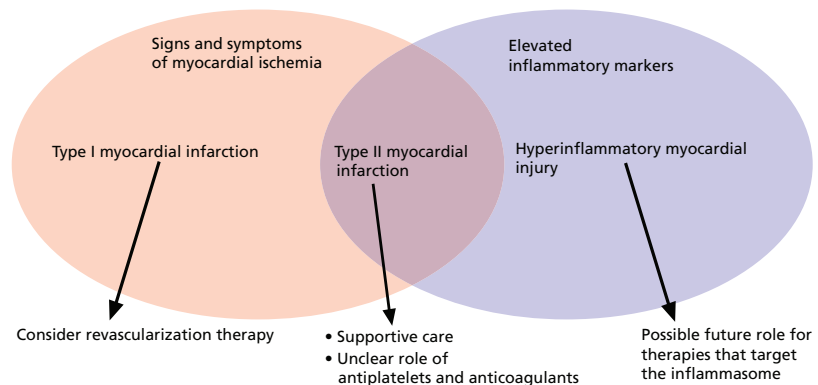 Signs and symptoms
of myocardial ischemia
Elevated
inflammatory markers
Type I myocardial infarction
Type II myocardial
infarction
Hyperinflammatory myocardial
injury
Consider revascularization therapy
• Supportive care
• Unclear role of
antiplatelets and anticoagulants
Possible future role for
therapies that target
the inflammasome